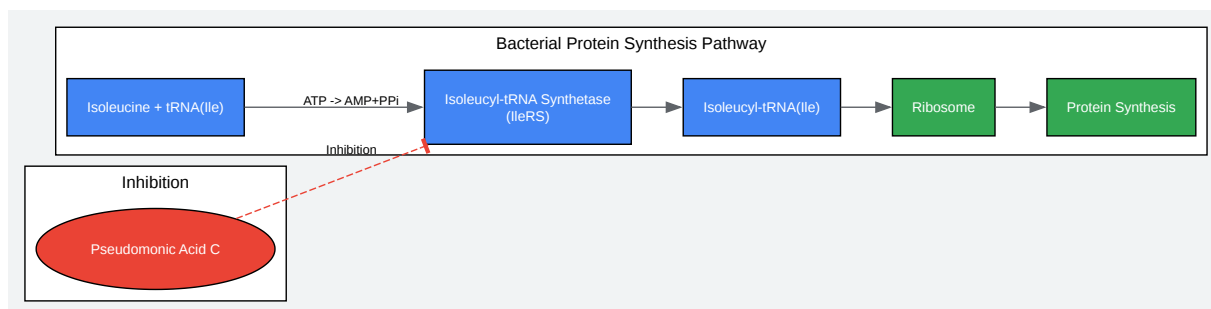 Bacterial Protein Synthesis Pathway
Isoleucine + tRNA(Ile)
ATP -> AMP+PPi
Isoleucyl-tRNA Synthetase
(IleRS)
Isoleucyl-tRNA(Ile)
Ribosome
Protein Synthesis
Inhibition
Inhibition
Pseudomonic Acid C